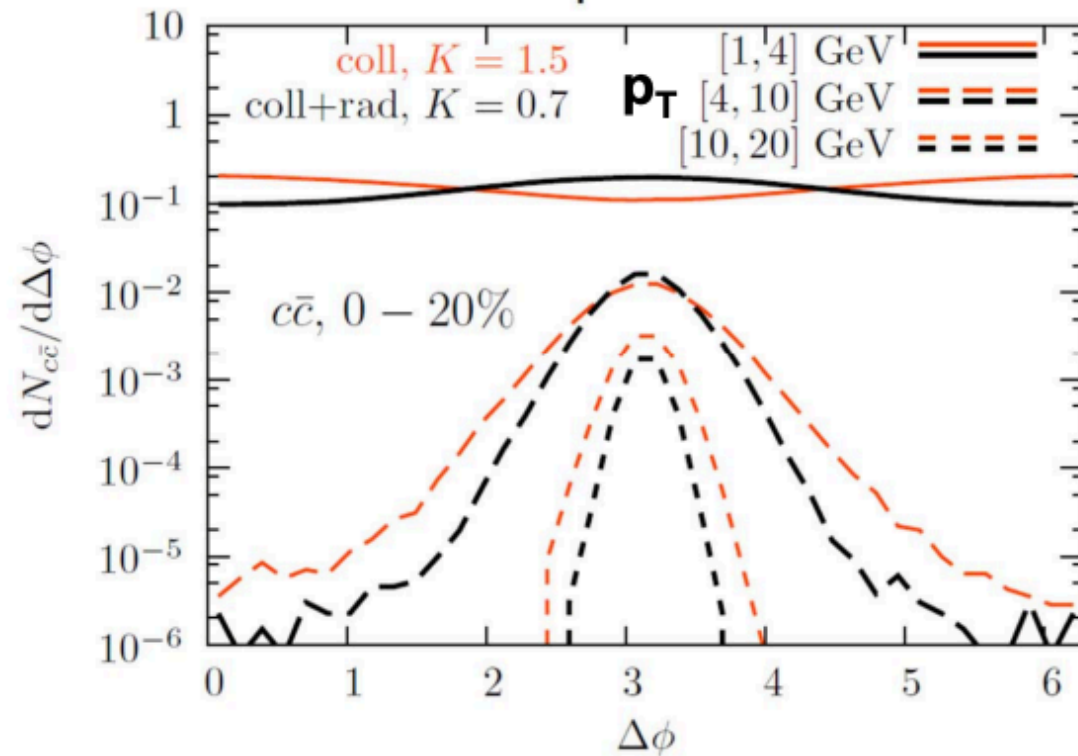 10
1
10⁻¹
10⁻²
10⁻³
10⁻⁴
10⁻⁵
10⁻⁶
dN_{cc̄}/dΔϕ
coll, K = 1.5
coll+rad, K = 0.7
p_T
[1, 4] GeV
[4, 10] GeV
[10, 20] GeV
cc̄, 0 − 20%
0 1 2 3 4 5 6
Δϕ